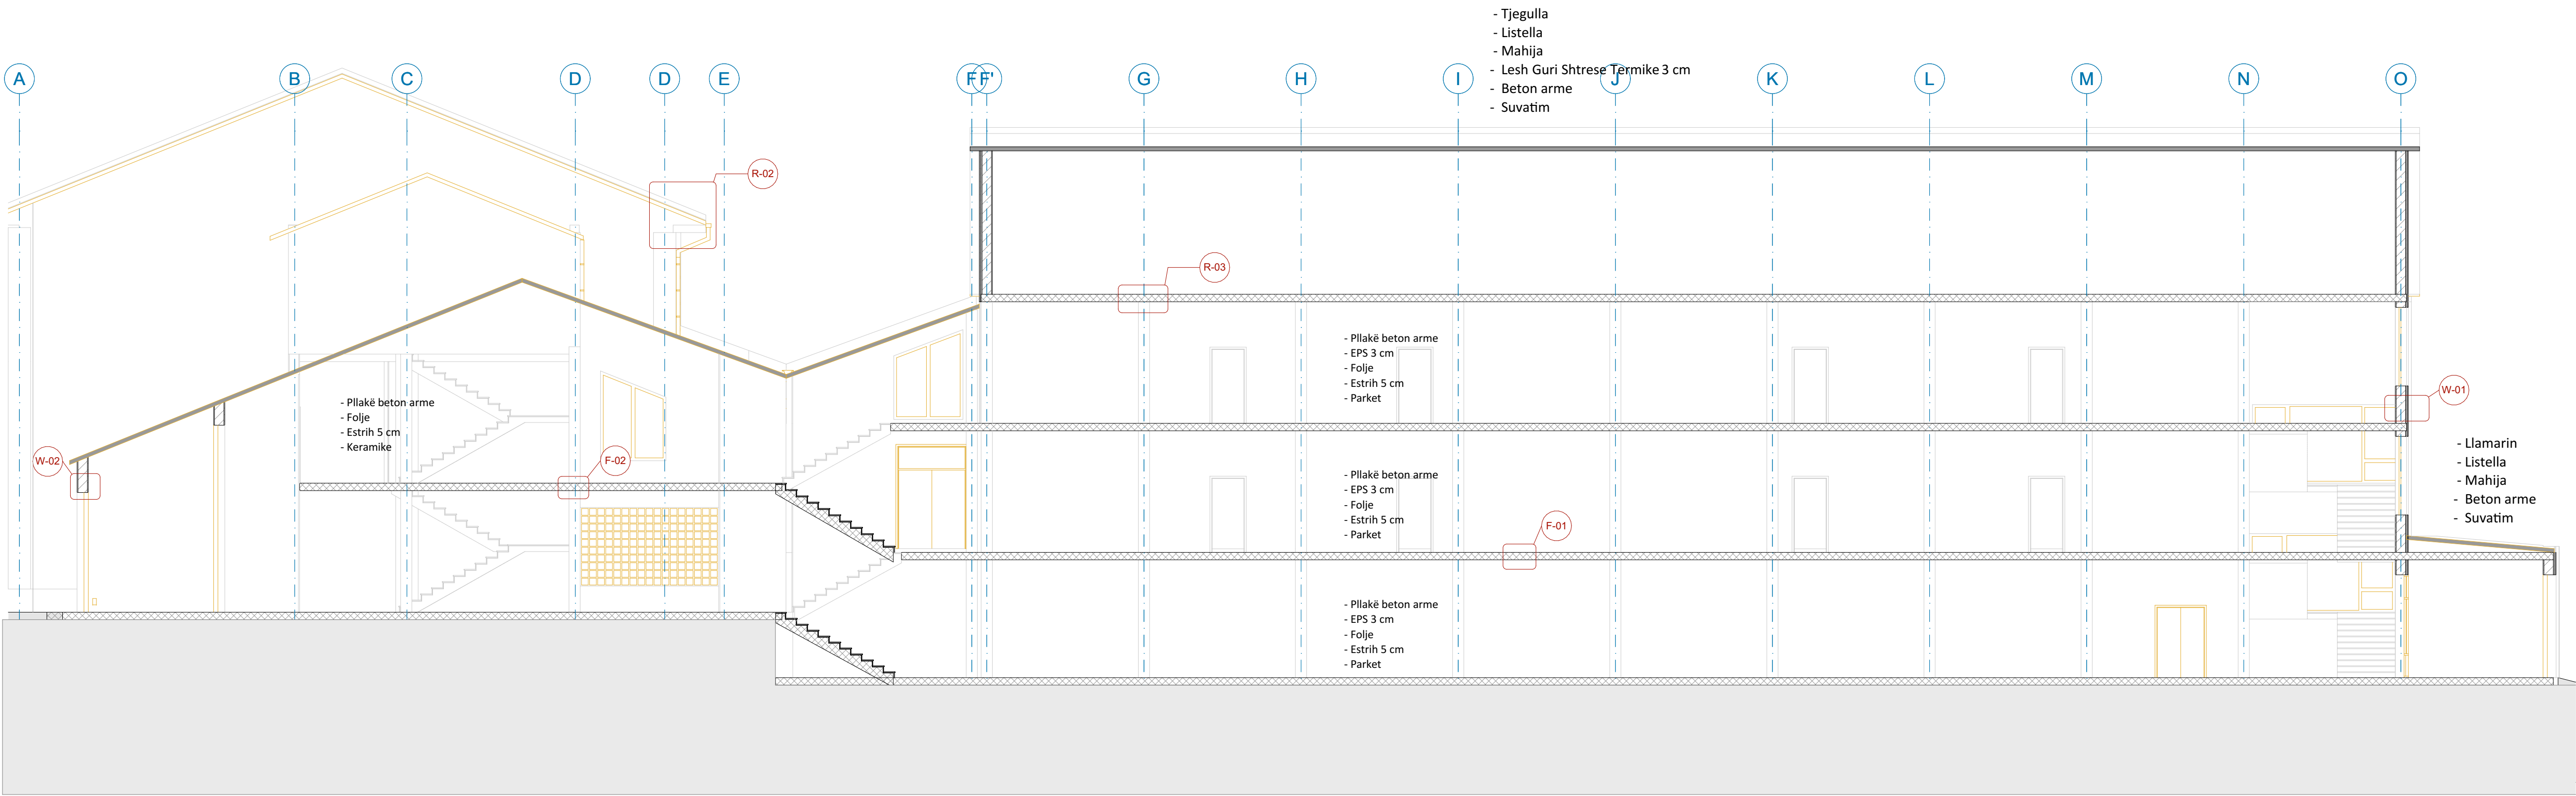 - Tjegulla
- Listella
- Mahija
- Lesh Guri Shtrese Termike 3 cm
- Beton arme
- Suvatim
A B C D D E F F' G H I J K L M N O
R-02
R-03
- Pllakë beton arme
- EPS 3 cm
- Folje
- Estrih 5 cm
- Parket
W-01
- Pllakë beton arme
- Folje
- Estrih 5 cm
- Keramike
W-02
F-02
- Llamarin
- Listella
- Mahija
- Beton arme
- Suvatim
- Pllakë beton arme
- EPS 3 cm
- Folje
- Estrih 5 cm
- Parket
F-01
- Pllakë beton arme
- EPS 3 cm
- Folje
- Estrih 5 cm
- Parket